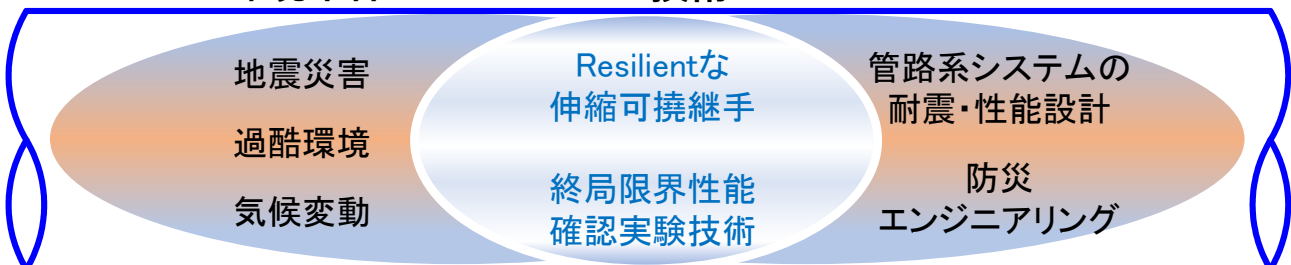 地震災害
過酷環境
気候変動
Resilientな
伸縮可撓継手
終局限界性能
確認実験技術
管路系システムの
耐震・性能設計
防災
エンジニアリング